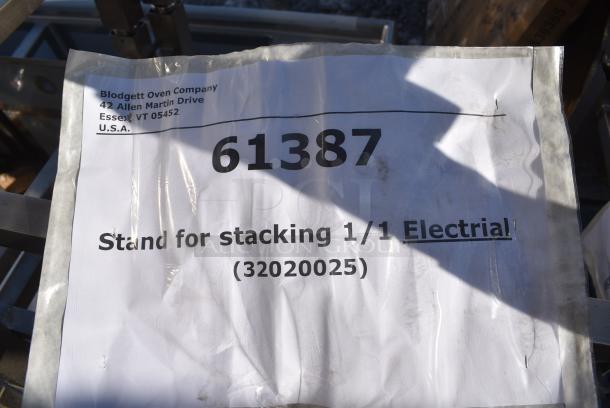 Blodgett Oven Company
42 Allen Martin Drive
Essex, VT 05452
U.S.A.
61387
Stand for stacking 1/1 Electrial
(32020025)